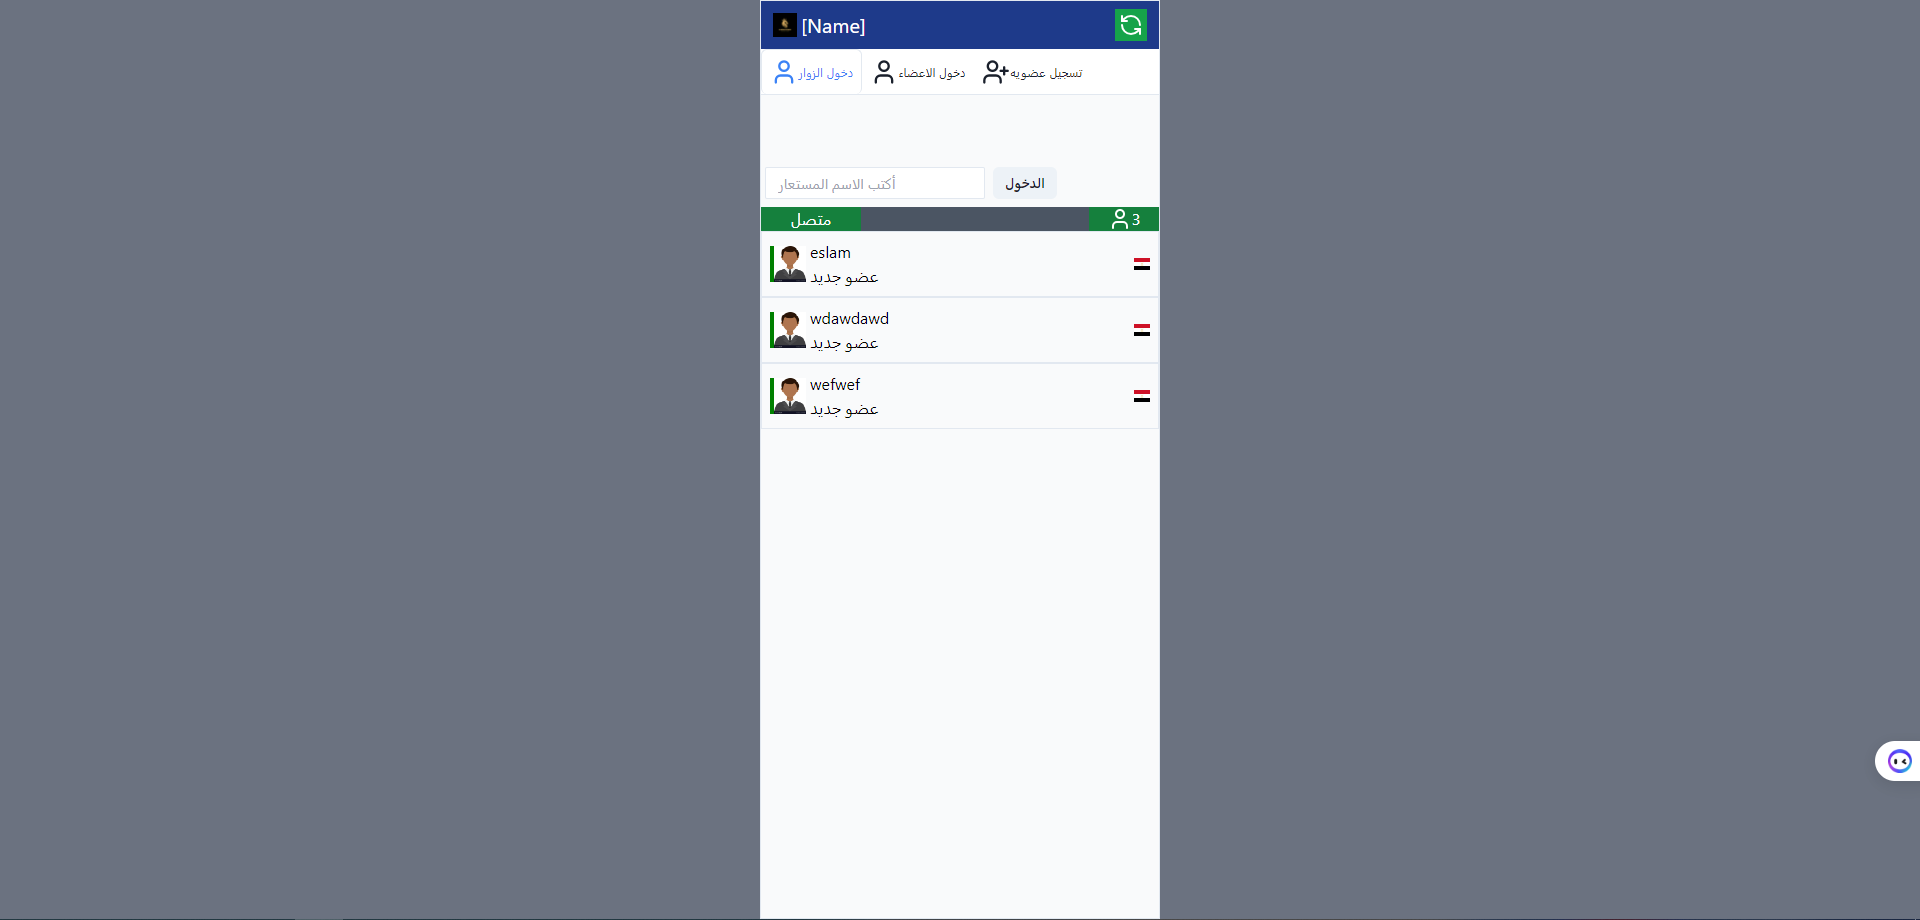 [Name]
دخول الزوار
دخول الاعضاء
تسجيل عضويه
أكتب الاسم المستعار
الدخول
متصل
3
eslam
عضو جديد
wdawdawd
عضو جديد
wefwef
عضو جديد